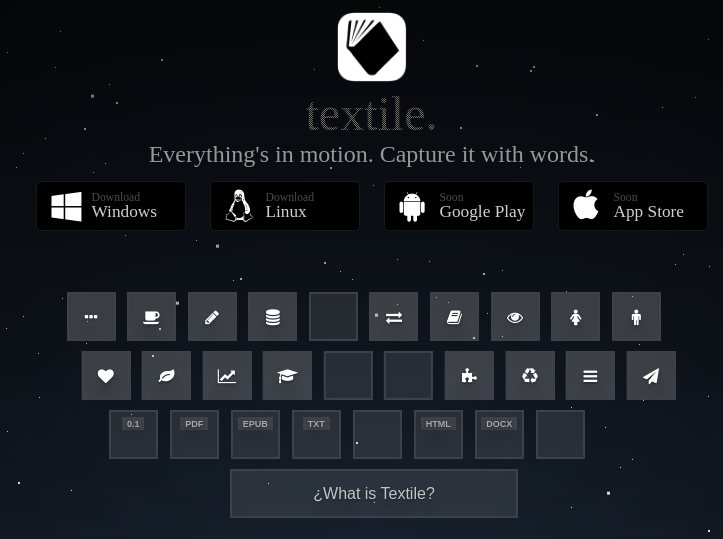 textile.
Everything's in motion. Capture it with words.
Download
Windows
Download
Linux
Soon
Google Play
Soon
App Store
0.1
PDF
EPUB
TXT
HTML
DOCX
¿What is Textile?